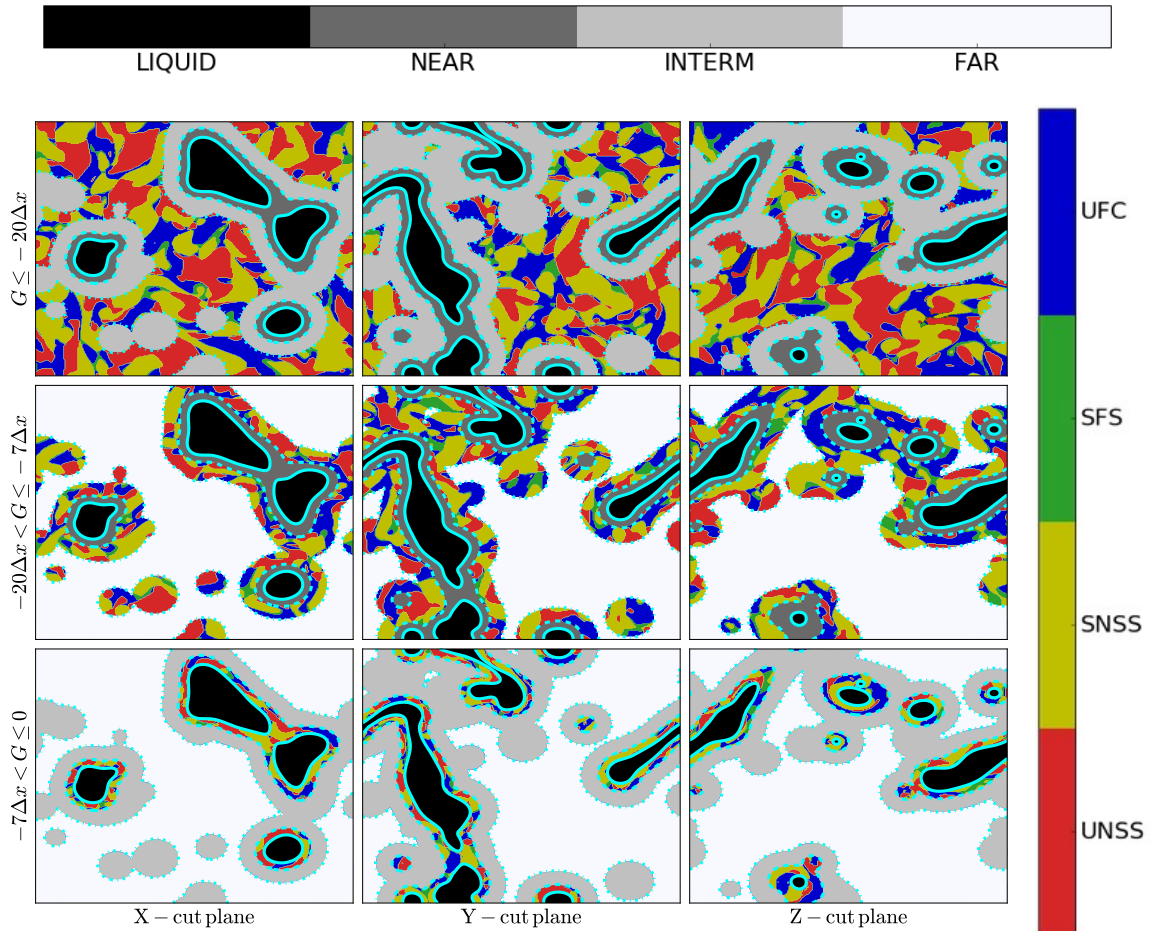 LIQUID NEAR INTERM FAR
G ≤ −20Δx
−20Δx < G ≤ −7Δx
−7Δx < G ≤ 0
UFC
SFS
SNSS
UNSS
X − cut plane Y − cut plane Z − cut plane